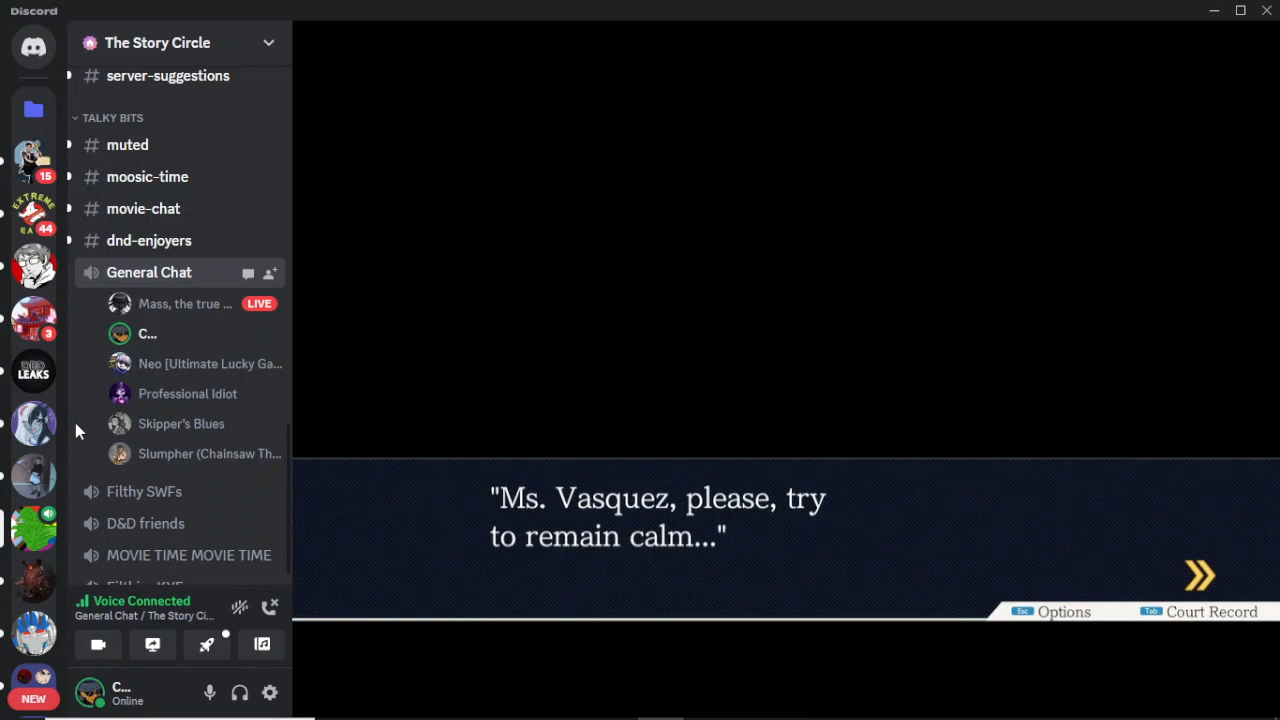 Discord
The Story Circle
# server-suggestions
TALKY BITS
# muted
# moosic-time
# movie-chat
# dnd-enjoyers
General Chat
Mass, the true ... LIVE
C...
Neo [Ultimate Lucky Ga...
Professional Idiot
Skipper's Blues
Slumpher (Chainsaw Th...
Filthy SWFs
D&D friends
MOVIE TIME MOVIE TIME
Voice Connected
General Chat / The Story Ci...
C...
Online
15
EXTREME
44
3
DBD
LEAKS
NEW
"Ms. Vasquez, please, try
to remain calm..."
Esc Options Tab Court Record